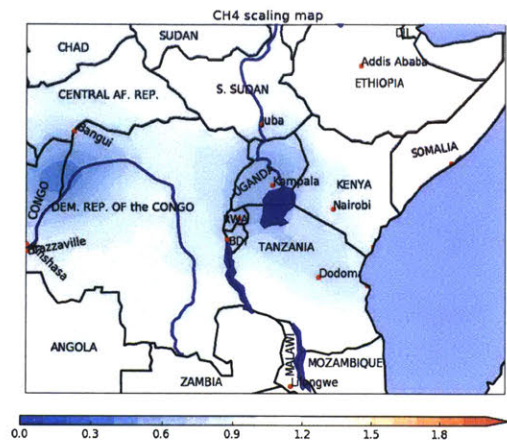 CH4 scaling map
SUDAN
CHAD
Addis Ababa
ETHIOPIA
S. SUDAN
CENTRAL AF. REP.
Juba
Bangui
SOMALIA
UGANDA
Kampala
KENYA
CONGO
DEM. REP. OF the CONGO
Nairobi
RWA
BDI
TANZANIA
Brazzaville
Kinshasa
Dodoma
ANGOLA
MALAWI
MOZAMBIQUE
ZAMBIA
Lilongwe
0.0 0.3 0.6 0.9 1.2 1.5 1.8